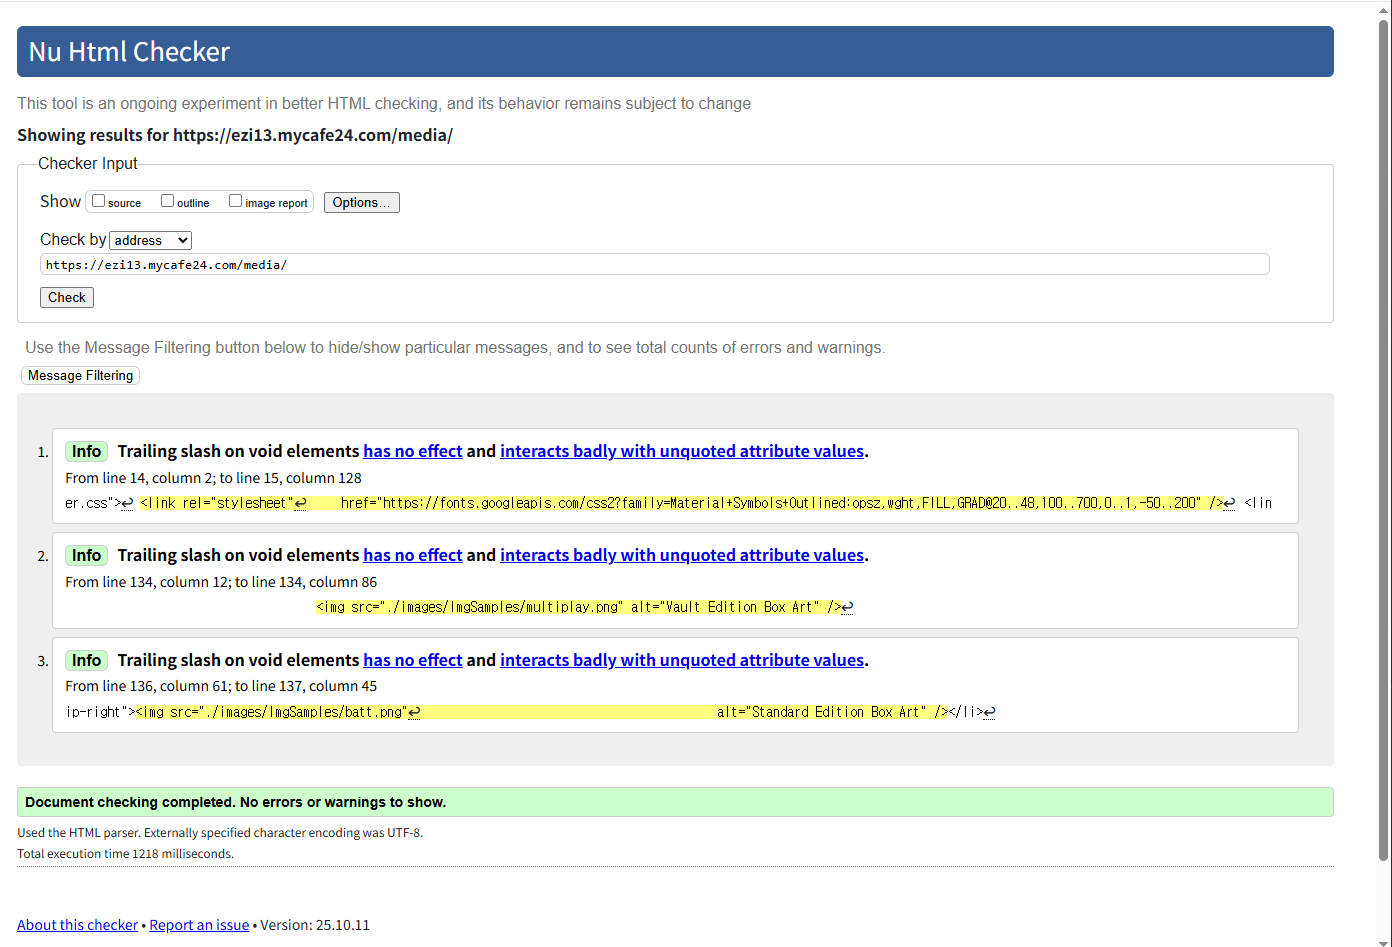 Nu Html Checker
This tool is an ongoing experiment in better HTML checking, and its behavior remains subject to change
Showing results for https://ezi13.mycafe24.com/media/
Checker Input
Show source outline image report Options...
Check by address
https://ezi13.mycafe24.com/media/
Check
Use the Message Filtering button below to hide/show particular messages, and to see total counts of errors and warnings.
Message Filtering
1. Info Trailing slash on void elements has no effect and interacts badly with unquoted attribute values.
From line 14, column 2; to line 15, column 128
er.css">↩ <link rel="stylesheet"↩ href="https://fonts.googleapis.com/css2?family=Material+Symbols+Outlined:opsz,wght,FILL,GRAD@20..48,100..700,0..1,-50..200" />↩ <lin
2. Info Trailing slash on void elements has no effect and interacts badly with unquoted attribute values.
From line 134, column 12; to line 134, column 86
<img src="./images/ImgSamples/multiplay.png" alt="Vault Edition Box Art" />↩
3. Info Trailing slash on void elements has no effect and interacts badly with unquoted attribute values.
From line 136, column 61; to line 137, column 45
ip-right"><img src="./images/ImgSamples/batt.png"↩ alt="Standard Edition Box Art" /></li>↩
Document checking completed. No errors or warnings to show.
Used the HTML parser. Externally specified character encoding was UTF-8.
Total execution time 1218 milliseconds.
About this checker • Report an issue • Version: 25.10.11